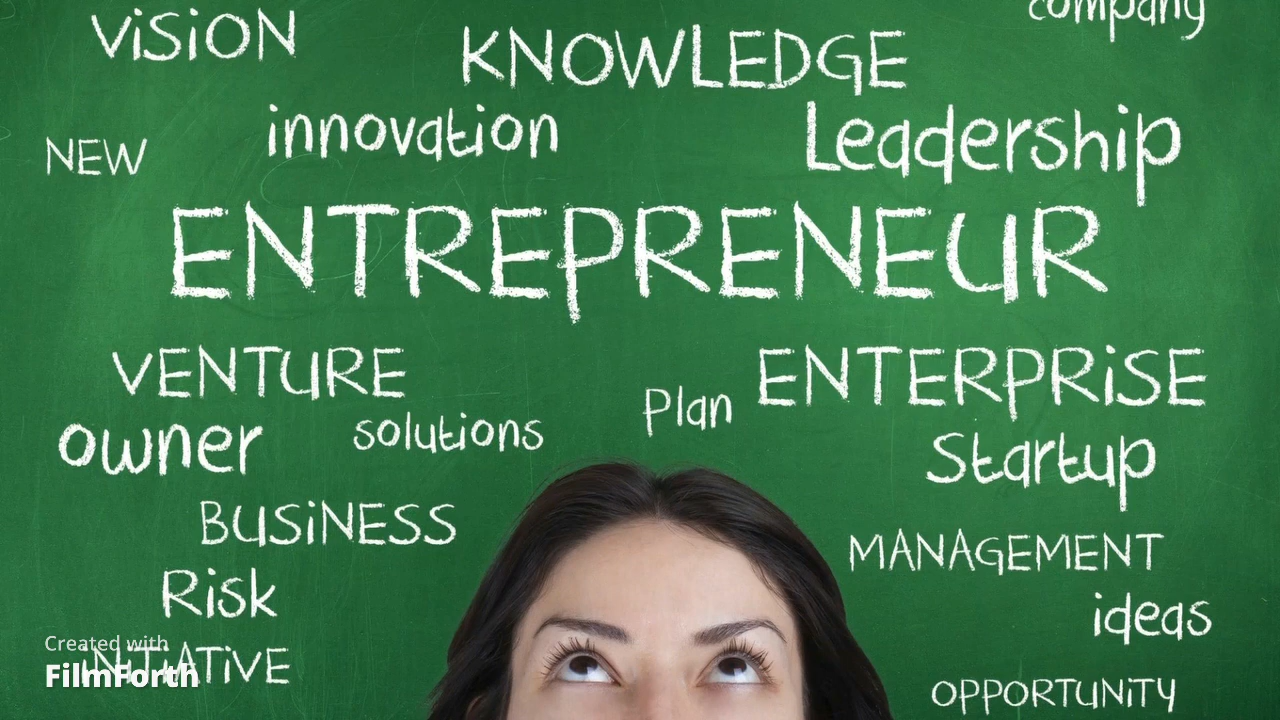 company
ViSiON
KNOWLEDGE
innovation
Leadership
NEW
ENTREPRENEUR
VENTURE
ENTERPRiSE
Plan
owner
solutions
Startup
BUSiNESS
MANAGEMENT
Risk
ideas
Created with
iNiTiATiVE
FilmForth
OPPORTUNiTY